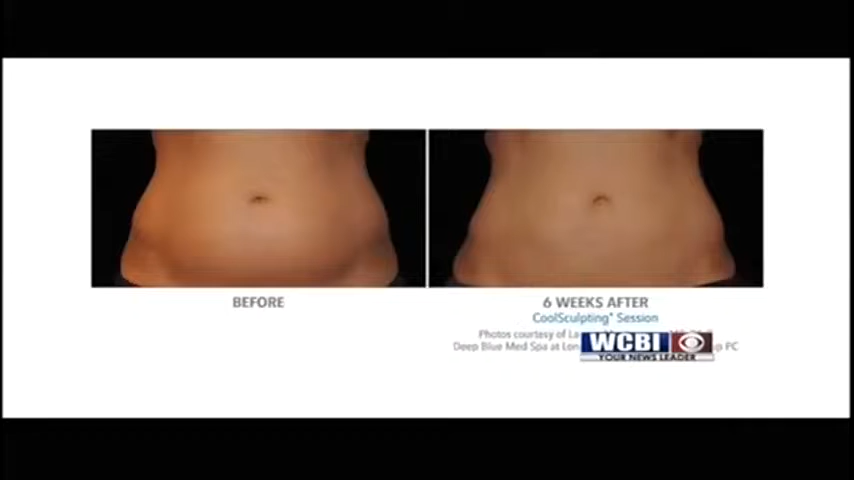 BEFORE
6 WEEKS AFTER
CoolSculpting® Session
Photos courtesy of
Deep Blue Med Spa at PC
WCBI
YOUR NEWS LEADER